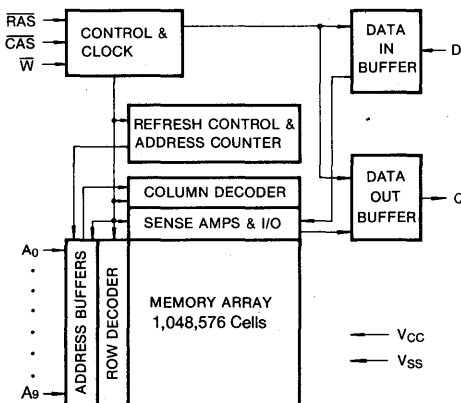 RAS
CAS
W
CONTROL &
CLOCK
DATA
IN
BUFFER
D
REFRESH CONTROL &
ADDRESS COUNTER
COLUMN DECODER
SENSE AMPS & I/O
DATA
OUT
BUFFER
A0
A9
ADDRESS BUFFERS
ROW DECODER
MEMORY ARRAY
1,048,576 Cells
VCC
VSS